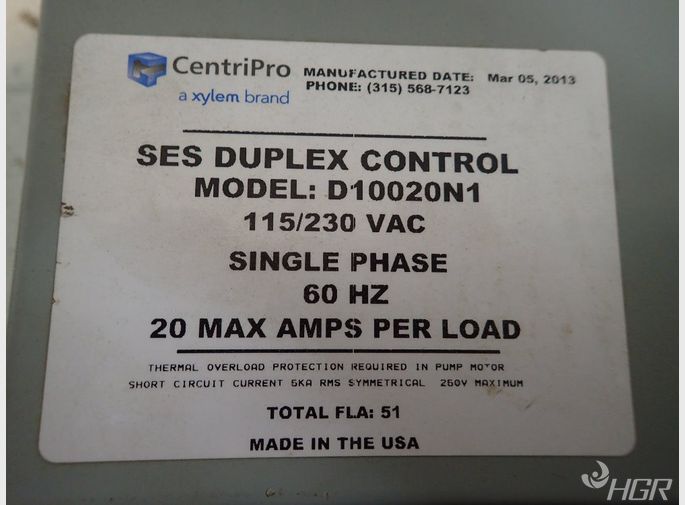 CentriPro
a xylem brand
MANUFACTURED DATE: Mar 05, 2013
PHONE: (315) 568-7123
SES DUPLEX CONTROL
MODEL: D10020N1
115/230 VAC
SINGLE PHASE
60 HZ
20 MAX AMPS PER LOAD
THERMAL OVERLOAD PROTECTION REQUIRED IN PUMP MOTOR
SHORT CIRCUIT CURRENT 5KA RMS SYMMETRICAL 250V MAXIMUM
TOTAL FLA: 51
MADE IN THE USA
HGR